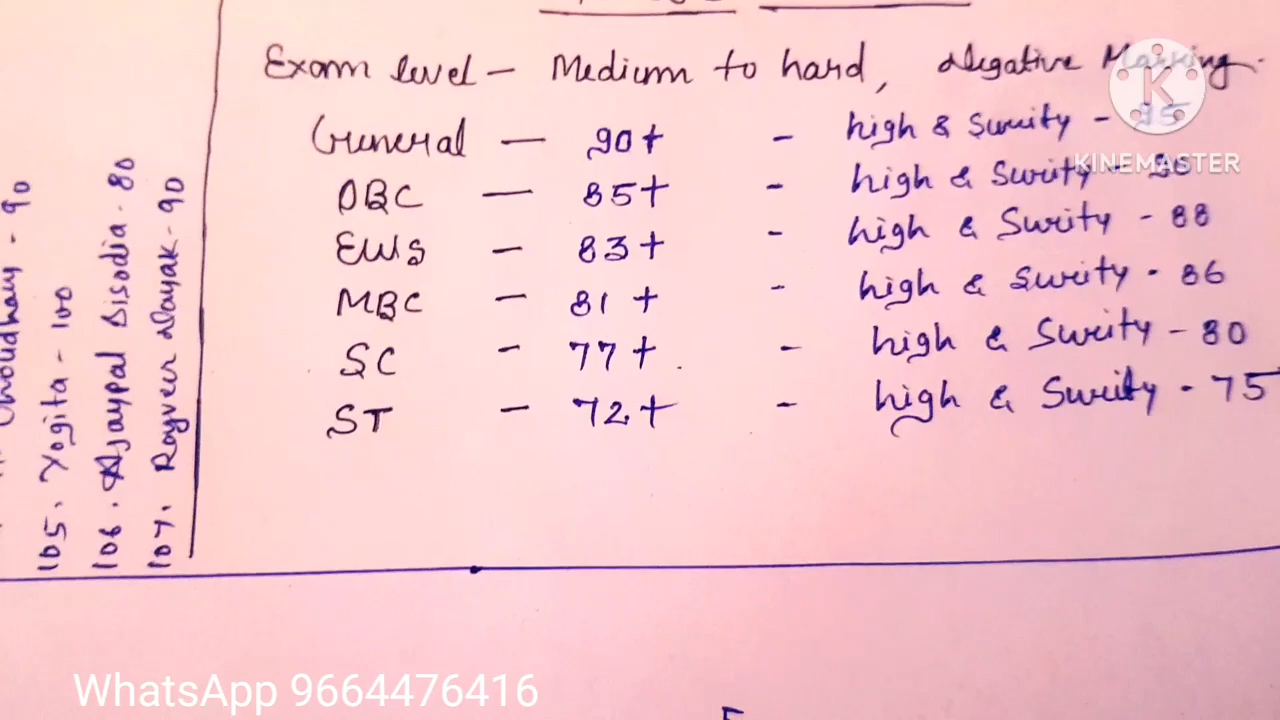 Exam level - Medium to hard, Negative Marking.
General - 90+ - high & Surity - 95
OBC - 85+ - high & Surity - 90
EWS - 83+ - high & Surity - 88
MBC - 81+ - high & Surity - 86
SC - 77+ - high & Surity - 80
ST - 72+ - high & Surity - 75
Choudhary - 90
105. Yogita - 100
106. Ajaypal Sisodia - 80
107. Rajveer Nayak - 90
KINEMASTER
WhatsApp 9664476416